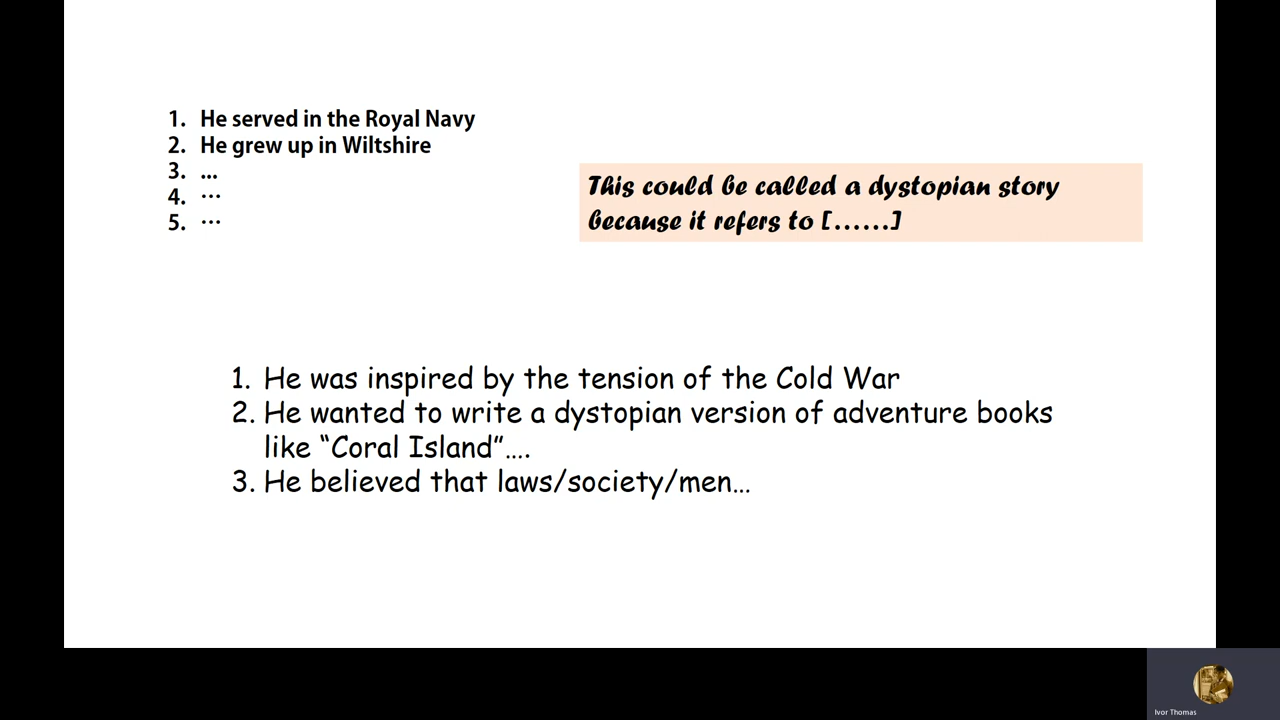 1. He served in the Royal Navy
2. He grew up in Wiltshire
3. ...
4. ...
5. ...
This could be called a dystopian story
because it refers to [......]
1. He was inspired by the tension of the Cold War
2. He wanted to write a dystopian version of adventure books
like “Coral Island”....
3. He believed that laws/society/men...
Ivor Thomas